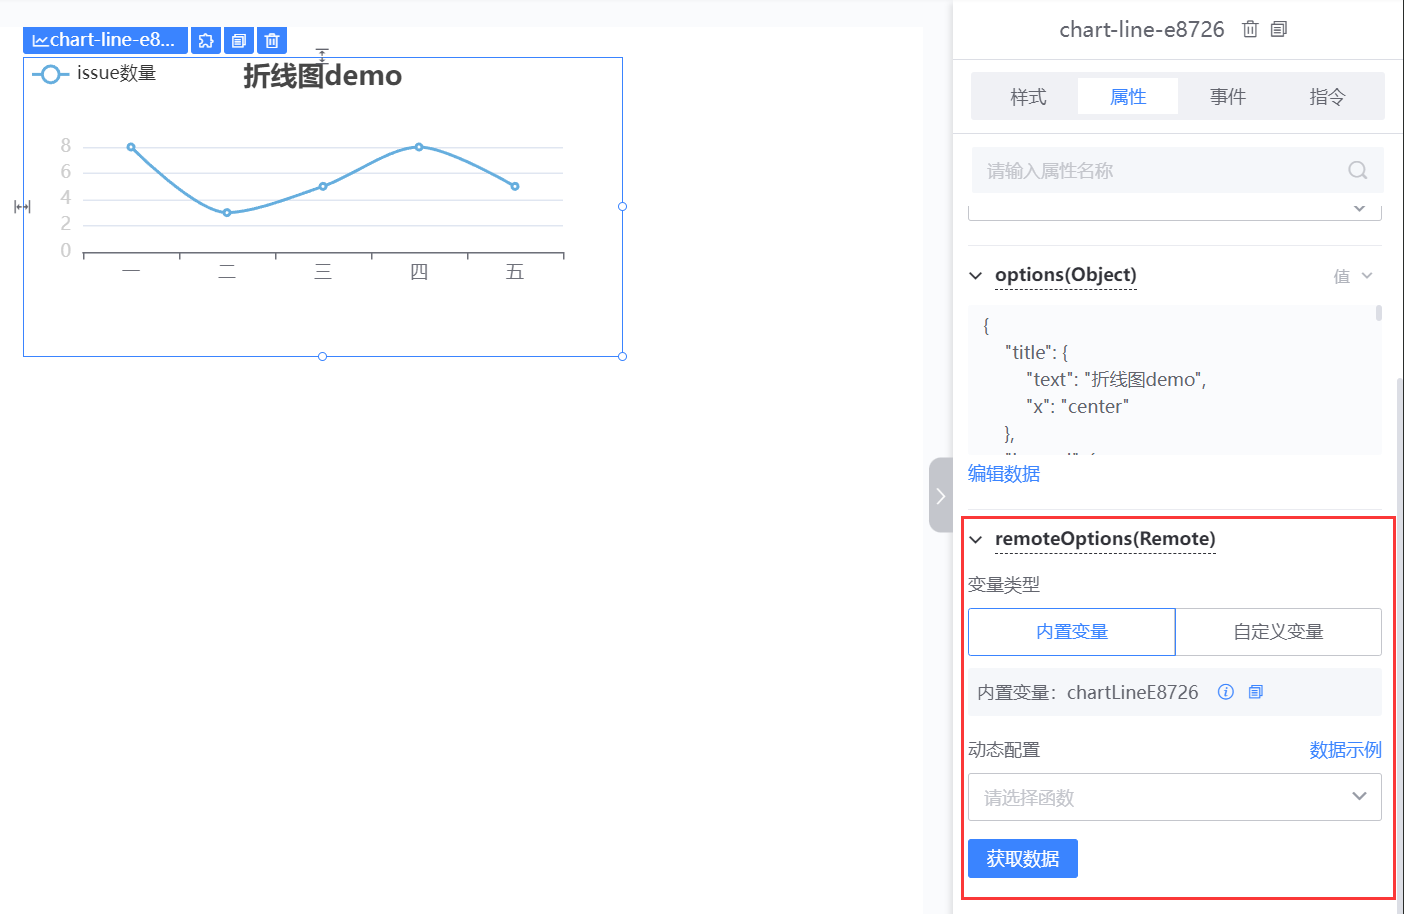 chart-line-e8...
issue数量
折线图demo
8
6
4
2
0
一
二
三
四
五
chart-line-e8726
样式
属性
事件
指令
请输入属性名称
options(Object)
值
{
"title": {
"text": "折线图demo",
"x": "center"
},
编辑数据
remoteOptions(Remote)
变量类型
内置变量
自定义变量
内置变量：chartLineE8726
动态配置
数据示例
请选择函数
获取数据